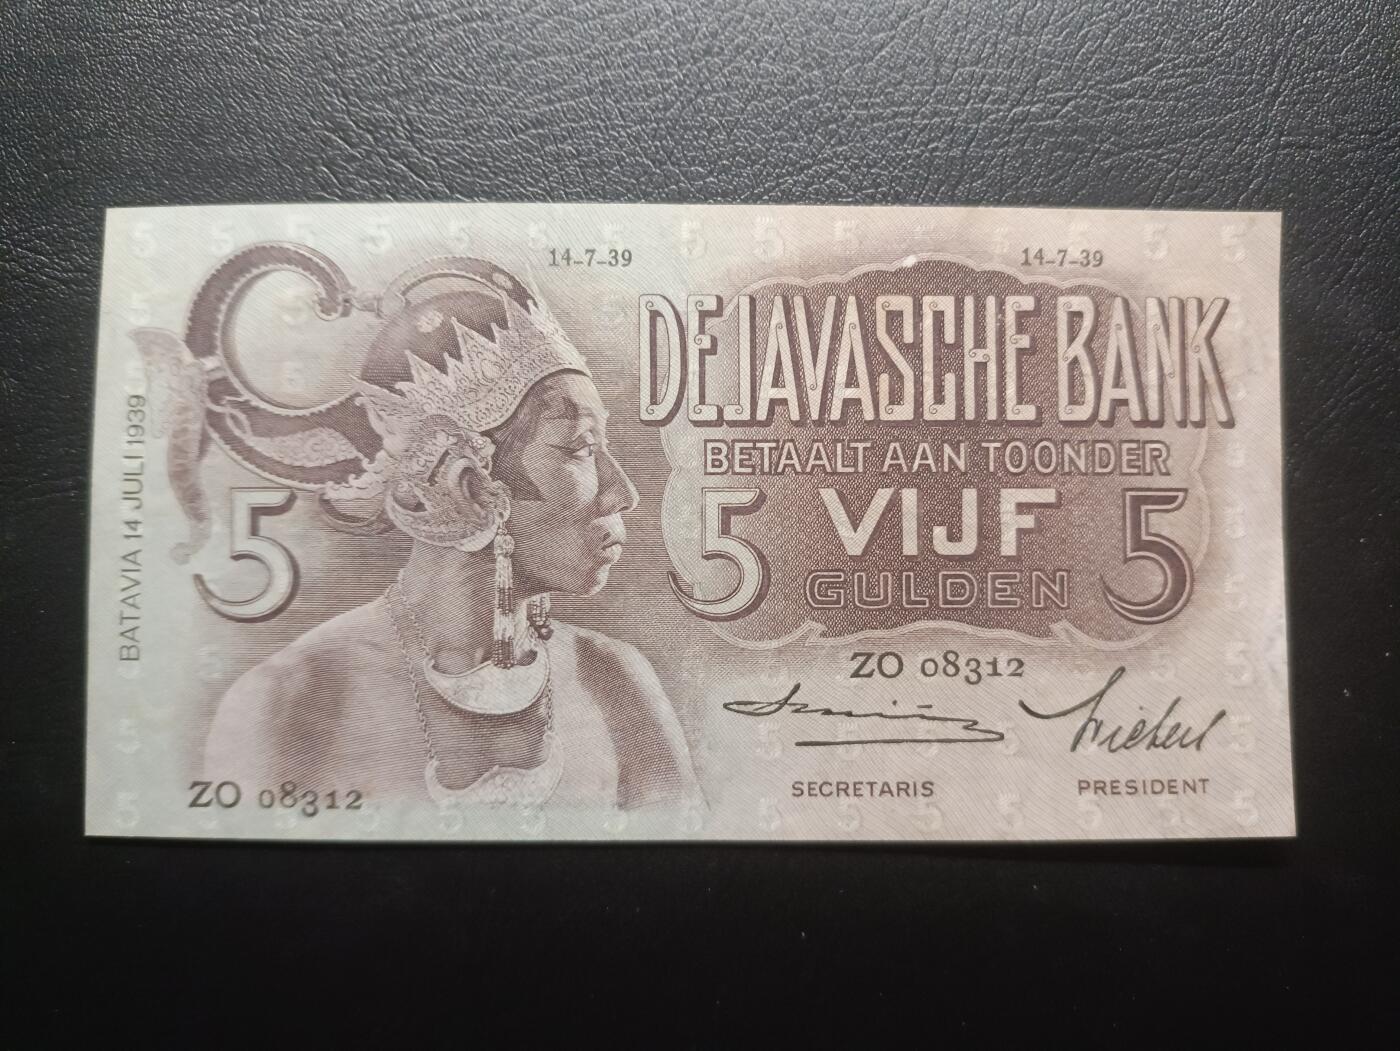 14-7-39
14-7-39
DE JAVASCHE BANK
BETAALT AAN TOONDER
5
5
VIJF
5
GULDEN
BATAVIA 14 JULI 1939
ZO 08312
SECRETARIS
PRESIDENT
ZO 08312